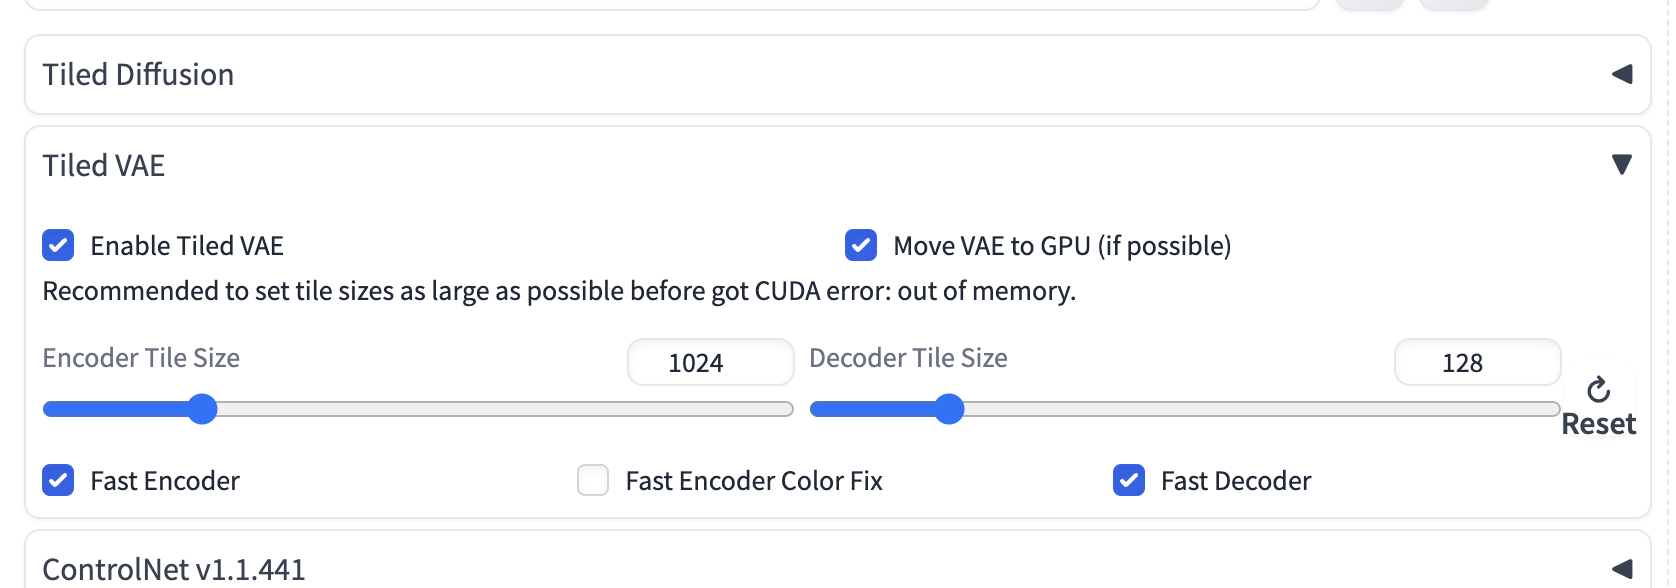 Tiled Diffusion
Tiled VAE
Enable Tiled VAE
Move VAE to GPU (if possible)
Recommended to set tile sizes as large as possible before got CUDA error: out of memory.
Encoder Tile Size
1024
Decoder Tile Size
128
Reset
Fast Encoder
Fast Encoder Color Fix
Fast Decoder
ControlNet v1.1.441